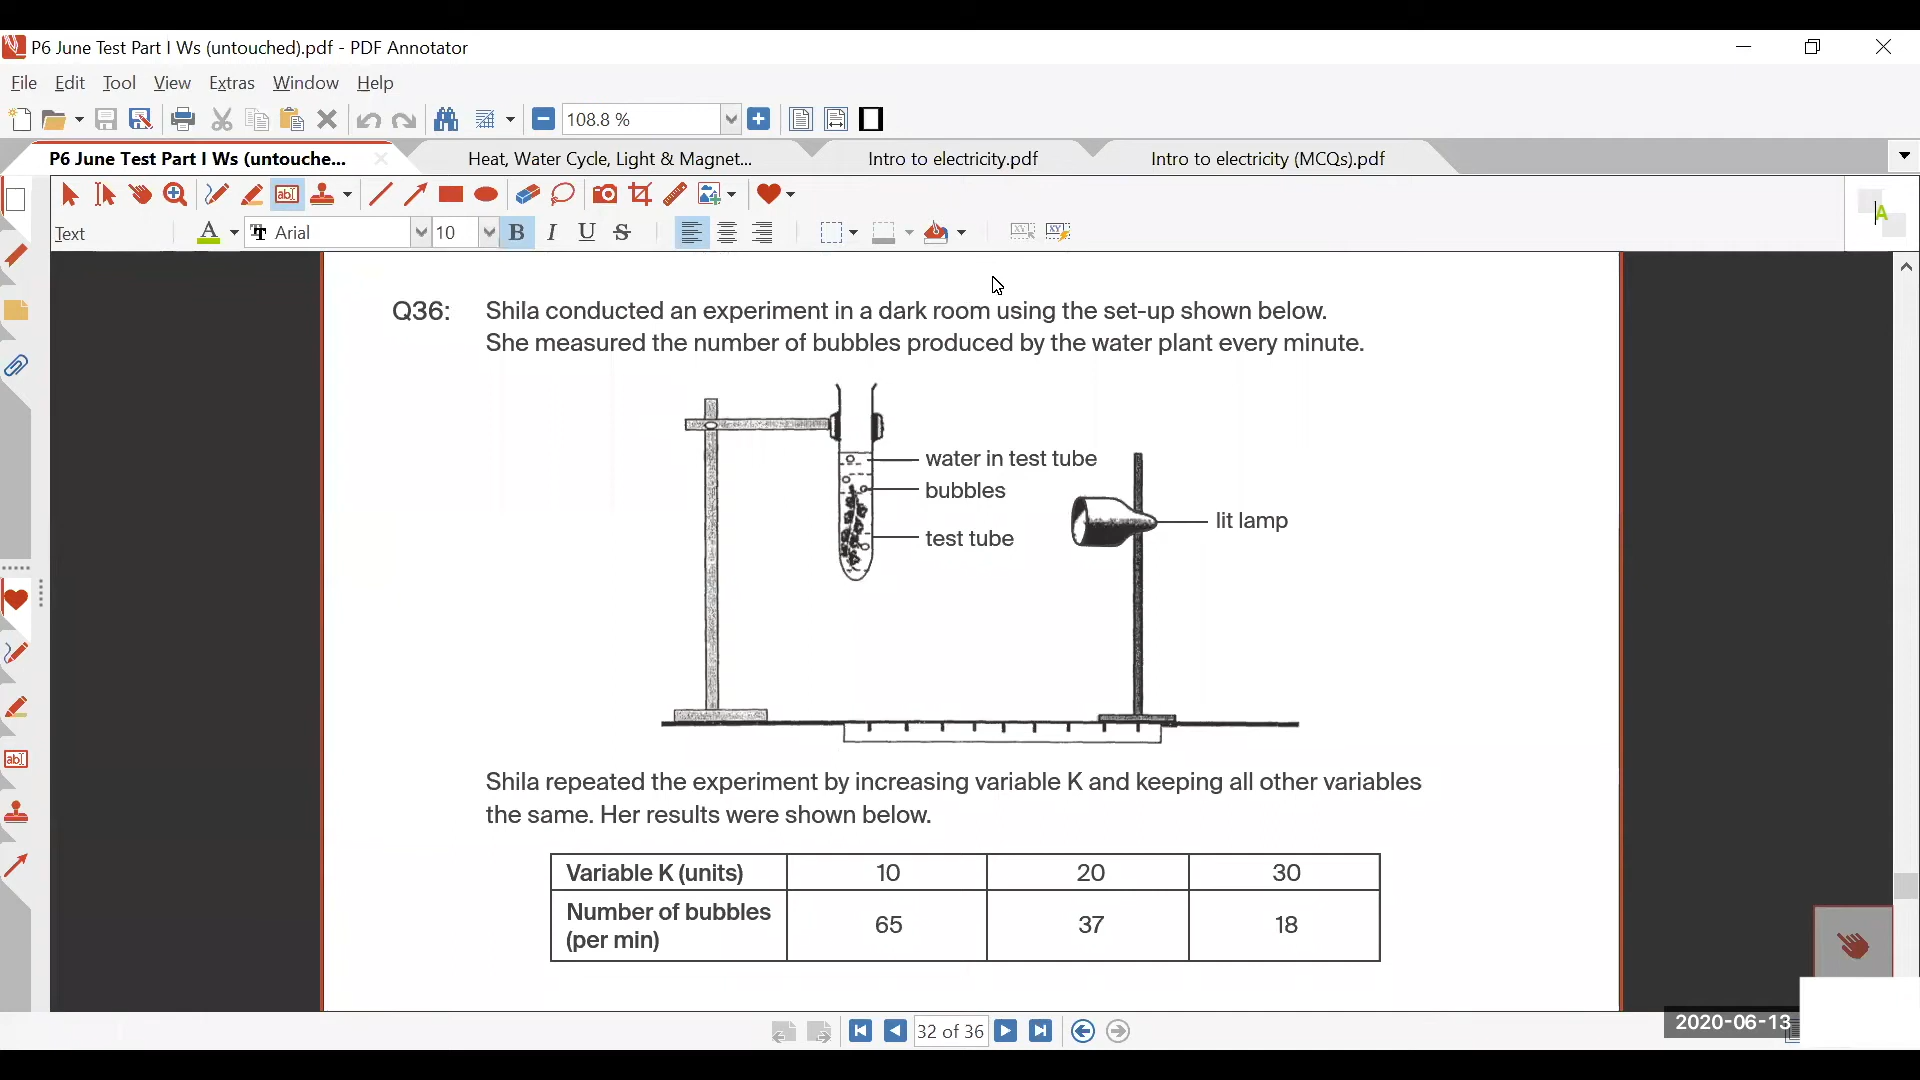 P6 June Test Part I Ws (untouched).pdf - PDF Annotator
File Edit Tool View Extras Window Help
108.8 %
P6 June Test Part I Ws (untouche... Heat, Water Cycle, Light & Magnet... Intro to electricity.pdf Intro to electricity (MCQs).pdf
Text A Arial 10 B I U S
A
Q36: Shila conducted an experiment in a dark room using the set-up shown below.
She measured the number of bubbles produced by the water plant every minute.
water in test tube
bubbles
lit lamp
test tube
Shila repeated the experiment by increasing variable K and keeping all other variables
the same. Her results were shown below.
Variable K (units) 10 20 30
Number of bubbles
(per min) 65 37 18
32 of 36
2020-06-13